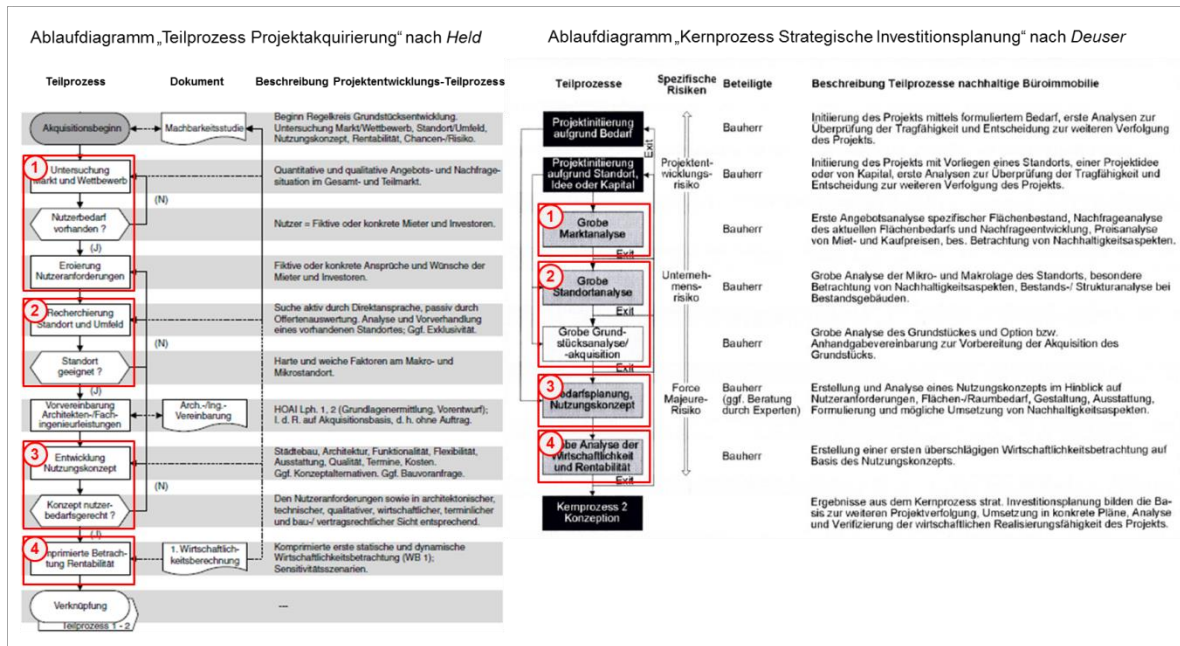 Ablaufdiagramm „Teilprozess Projektakquirierung" nach Held
Teilprozess
Dokument
Beschreibung Projektentwicklungs-Teilprozess
Akquisitionsbeginn
Machbarkeitsstudie
Beginn Regelkreis Grundstücksentwicklung.
Untersuchung Markt/Wettbewerb, Standort/Umfeld,
Nutzungskonzept, Rentabilität, Chancen-/Risiko.
1
Untersuchung
Markt und Wettbewerb
Quantitative und qualitative Angebots- und Nachfrage-
situation im Gesamt- und Teilmarkt.
(N)
Nutzerbedarf
vorhanden ?
Nutzer = Fiktive oder konkrete Mieter und Investoren.
(J)
Eroierung
Nutzeranforderungen
Fiktive oder konkrete Ansprüche und Wünsche der
Mieter und Investoren.
2
Recherchierung
Standort und Umfeld
Suche aktiv durch Direktansprache, passiv durch
Offertenauswertung. Analyse und Vorverhandlung
eines vorhandenen Standortes; Ggf. Exklusivität.
(N)
Standort
geeignet ?
Harte und weiche Faktoren am Makro- und
Mikrostandort.
(J)
Vorvereinbarung
Architekten-/Fach-
ingenieurleistungen
Arch.-/Ing.-
Vereinbarung
HOAI Lph. 1, 2 (Grundlagenermittlung, Vorentwurf);
I. d. R. auf Akquisitionsbasis, d. h. ohne Auftrag.
3
Entwicklung
Nutzungskonzept
Städtebau, Architektur, Funktionalität, Flexibilität,
Ausstattung, Qualität, Termine, Kosten.
Ggf. Konzeptalternativen. Ggf. Bauvoranfrage.
(N)
Konzept nutzer-
bedarfsgerecht ?
Den Nutzeranforderungen sowie in architektonischer,
technischer, qualitativer, wirtschaftlicher, terminlicher
und bau-/ vertragsrechtlicher Sicht entsprechend.
(J)
4
mprimierte Betrach-
tung Rentabilität
1. Wirtschaftlich-
keitsberechnung
Komprimierte erste statische und dynamische
Wirtschaftlichkeitsbetrachtung (WB 1);
Sensitivitätsszenarien.
Verknüpfung
---
Teilprozess 1 - 2
Ablaufdiagramm „Kernprozess Strategische Investitionsplanung" nach Deuser
Teilprozesse
Spezifische
Risiken
Beteiligte
Beschreibung Teilprozesse nachhaltige Büroimmobilie
Projektinitiierung
aufgrund Bedarf
Bauherr
Initiierung des Projekts mittels formuliertem Bedarf, erste Analysen zur
Überprüfung der Tragfähigkeit und Entscheidung zur weiteren Verfolgung
des Projekts.
Exit
Projektinitiierung
aufgrund Standort,
Idee oder Kapital
Projektent-
wicklungs-
risiko
Bauherr
Initiierung des Projekts mit Vorliegen eines Standorts, einer Projektidee
oder von Kapital, erste Analysen zur Überprüfung der Tragfähigkeit und
Entscheidung zur weiteren Verfolgung des Projekts.
1
Grobe
Marktanalyse
Bauherr
Erste Angebotsanalyse spezifischer Flächenbestand, Nachfrageanalyse
des aktuellen Flächenbedarfs und Nachfrageentwicklung, Preisanalyse
von Miet- und Kaufpreisen, bes. Betrachtung von Nachhaltigkeitsaspekten.
Exit
2
Grobe
Standortanalyse
Unterneh-
mens-
risiko
Bauherr
Grobe Analyse der Mikro- und Makrolage des Standorts, besondere
Betrachtung von Nachhaltigkeitsaspekten, Bestands-/ Strukturanalyse bei
Bestandsgebäuden.
Exit
Grobe Grund-
stücksanalyse/
-akquisition
Bauherr
Grobe Analyse des Grundstückes und Option bzw.
Anhandgabevereinbarung zur Vorbereitung der Akquisition des
Grundstücks.
Exit
3
edarfsplanung,
Nutzungskonzept
Force
Majeure-
Risiko
Bauherr
(ggf. Beratung
durch Experten)
Erstellung und Analyse eines Nutzungskonzepts im Hinblick auf
Nutzeranforderungen, Flächen-/Raumbedarf, Gestaltung, Ausstattung,
Formulierung und mögliche Umsetzung von Nachhaltigkeitsaspekten.
4
obe Analyse der
Wirtschaftlichkeit
und Rentabilität
Bauherr
Erstellung einer ersten überschlägigen Wirtschaftlichkeitsbetrachtung auf
Basis des Nutzungskonzepts.
Exit
Kernprozess 2
Konzeption
Ergebnisse aus dem Kernprozess strat. Investitionsplanung bilden die Ba-
sis zur weiteren Projektverfolgung, Umsetzung in konkrete Pläne, Analyse
und Verifizierung der wirtschaftlichen Realisierungsfähigkeit des Projekts.